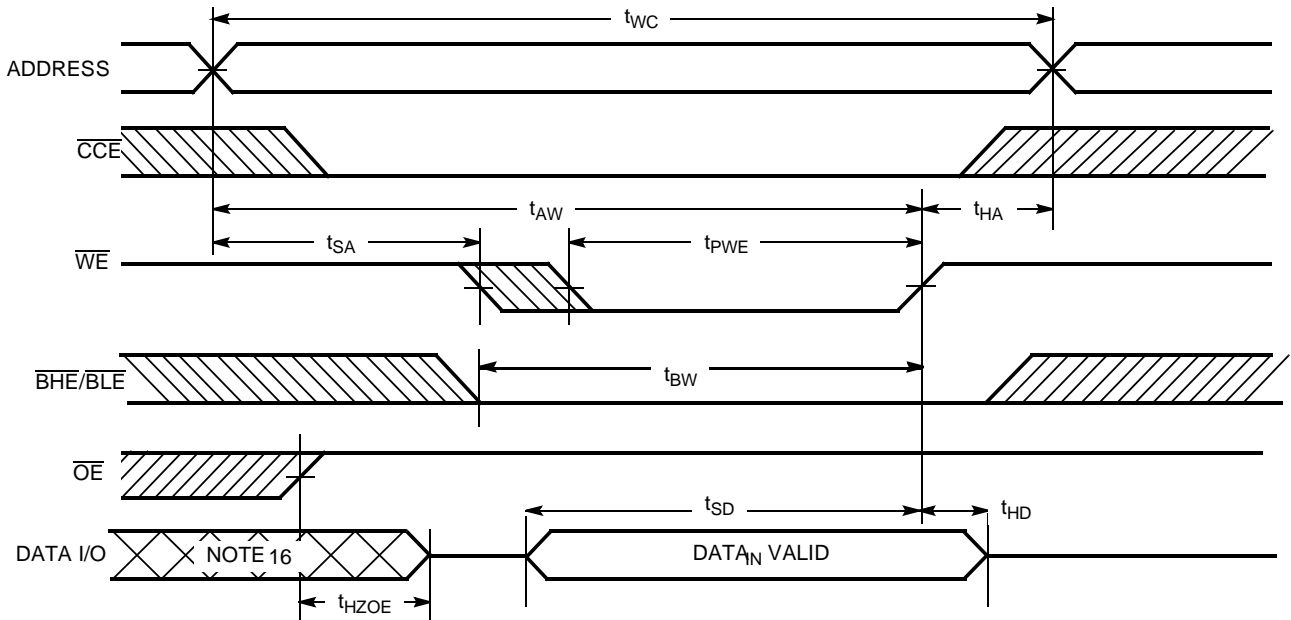 tWC
ADDRESS
CCE
tAW
tHA
tSA
tPWE
WE
BHE/BLE
tBW
OE
tSD
tHD
DATA I/O
NOTE 16
DATAIN VALID
tHZOE